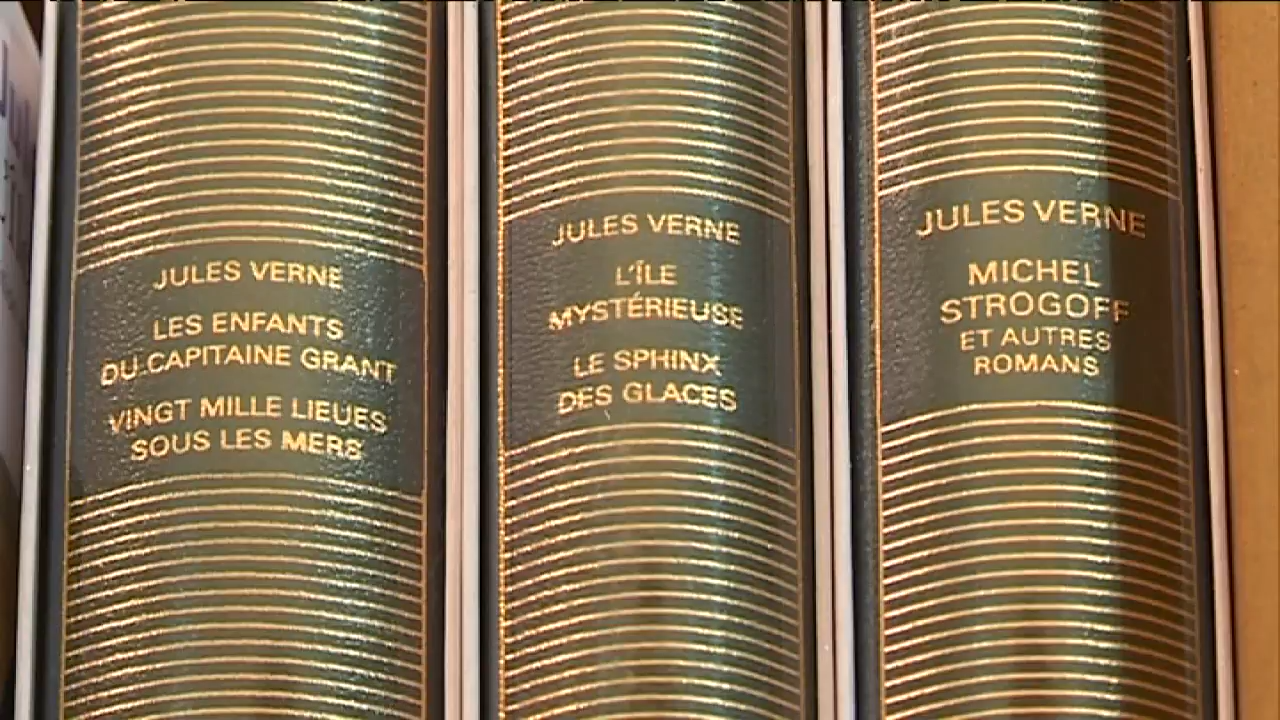 JULES VERNE
LES ENFANTS
DU CAPITAINE GRANT
VINGT MILLE LIEUES
SOUS LES MERS
JULES VERNE
L'ÎLE
MYSTÉRIEUSE
LE SPHINX
DES GLACES
JULES VERNE
MICHEL
STROGOFF
ET AUTRES
ROMANS